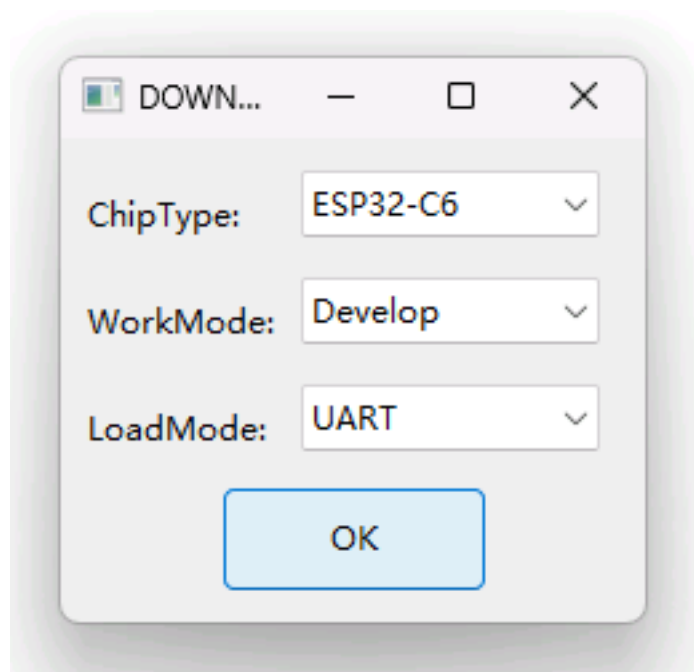 DOWN...
ChipType: ESP32-C6
WorkMode: Develop
LoadMode: UART
OK